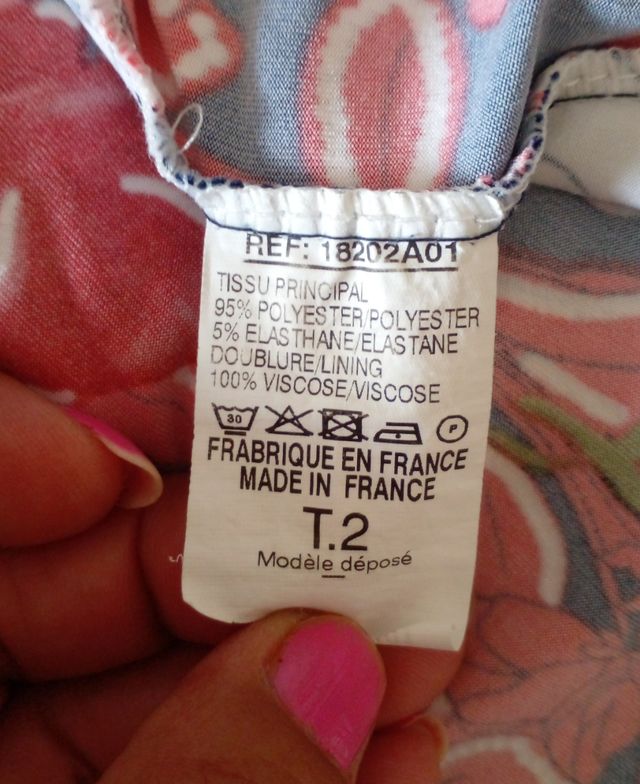 REF: 18202A01
TISSU PRINCIPAL
95% POLYESTER/POLYESTER
5% ELASTHANE/ELASTANE
DOUBLURE/LINING
100% VISCOSE/VISCOSE
30 P
FRABRIQUE EN FRANCE
MADE IN FRANCE
T.2
Modèle déposé